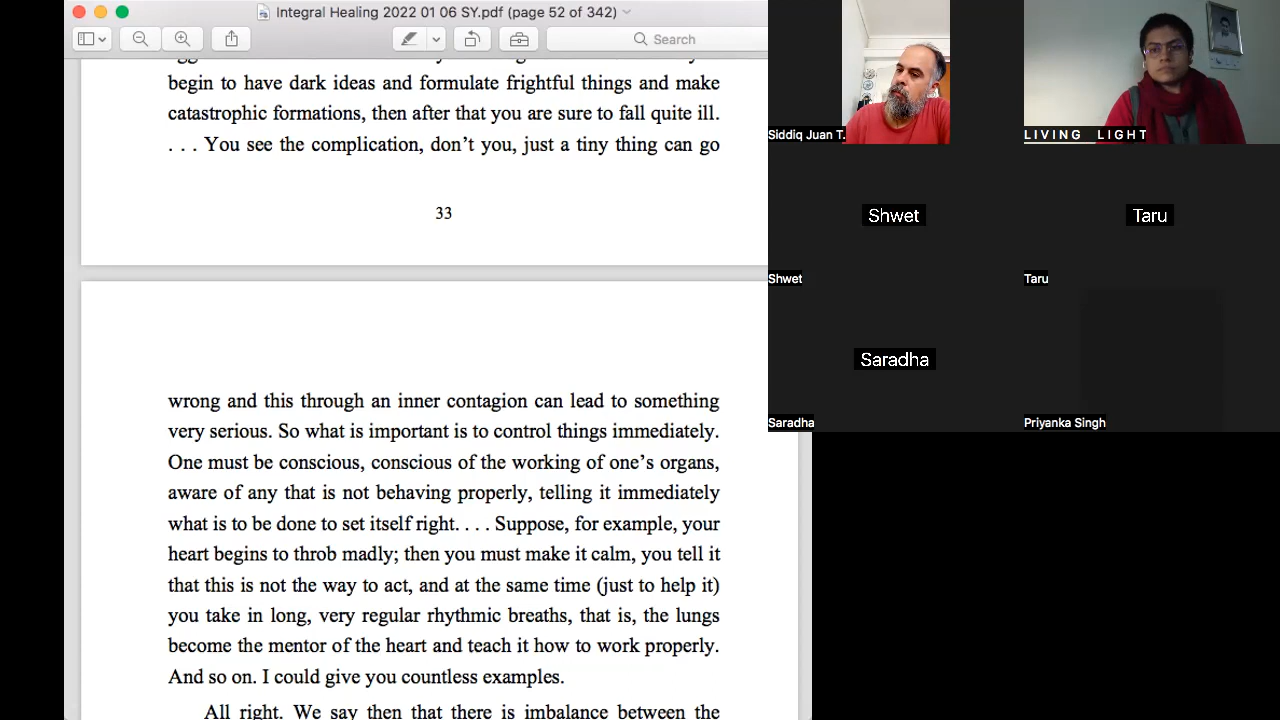 Integral Healing 2022 01 06 SY.pdf (page 52 of 342)
Search
begin to have dark ideas and formulate frightful things and make
catastrophic formations, then after that you are sure to fall quite ill.
. . . You see the complication, don’t you, just a tiny thing can go
33
wrong and this through an inner contagion can lead to something
very serious. So what is important is to control things immediately.
One must be conscious, conscious of the working of one’s organs,
aware of any that is not behaving properly, telling it immediately
what is to be done to set itself right. . . . Suppose, for example, your
heart begins to throb madly; then you must make it calm, you tell it
that this is not the way to act, and at the same time (just to help it)
you take in long, very regular rhythmic breaths, that is, the lungs
become the mentor of the heart and teach it how to work properly.
And so on. I could give you countless examples.
All right. We say then that there is imbalance between the
Siddiq Juan T.
LIVING LIGHT
Shwet
Taru
Shwet
Taru
Saradha
Saradha
Priyanka Singh